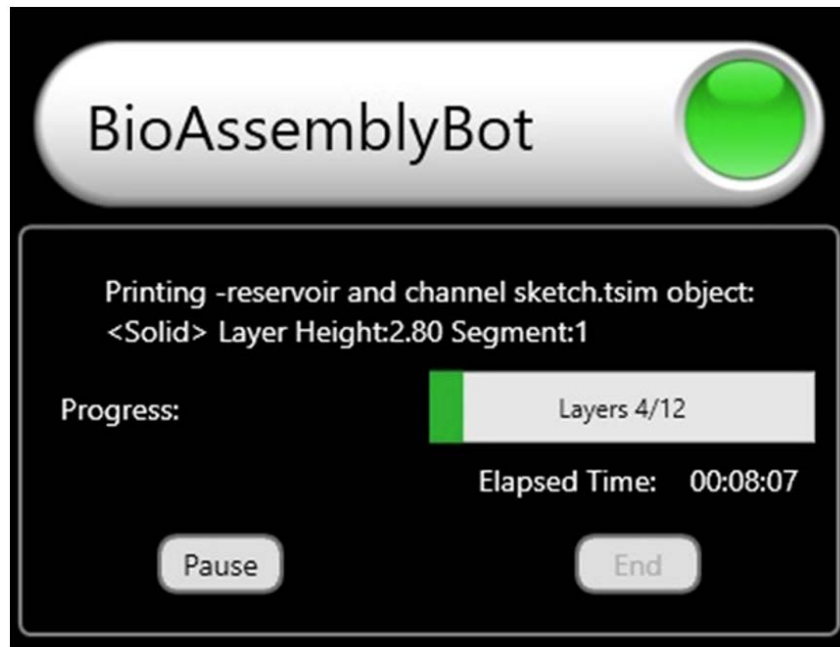 BioAssemblyBot
Printing -reservoir and channel sketch.tsim object:
<Solid> Layer Height:2.80 Segment:1
Progress:
Layers 4/12
Elapsed Time: 00:08:07
Pause
End